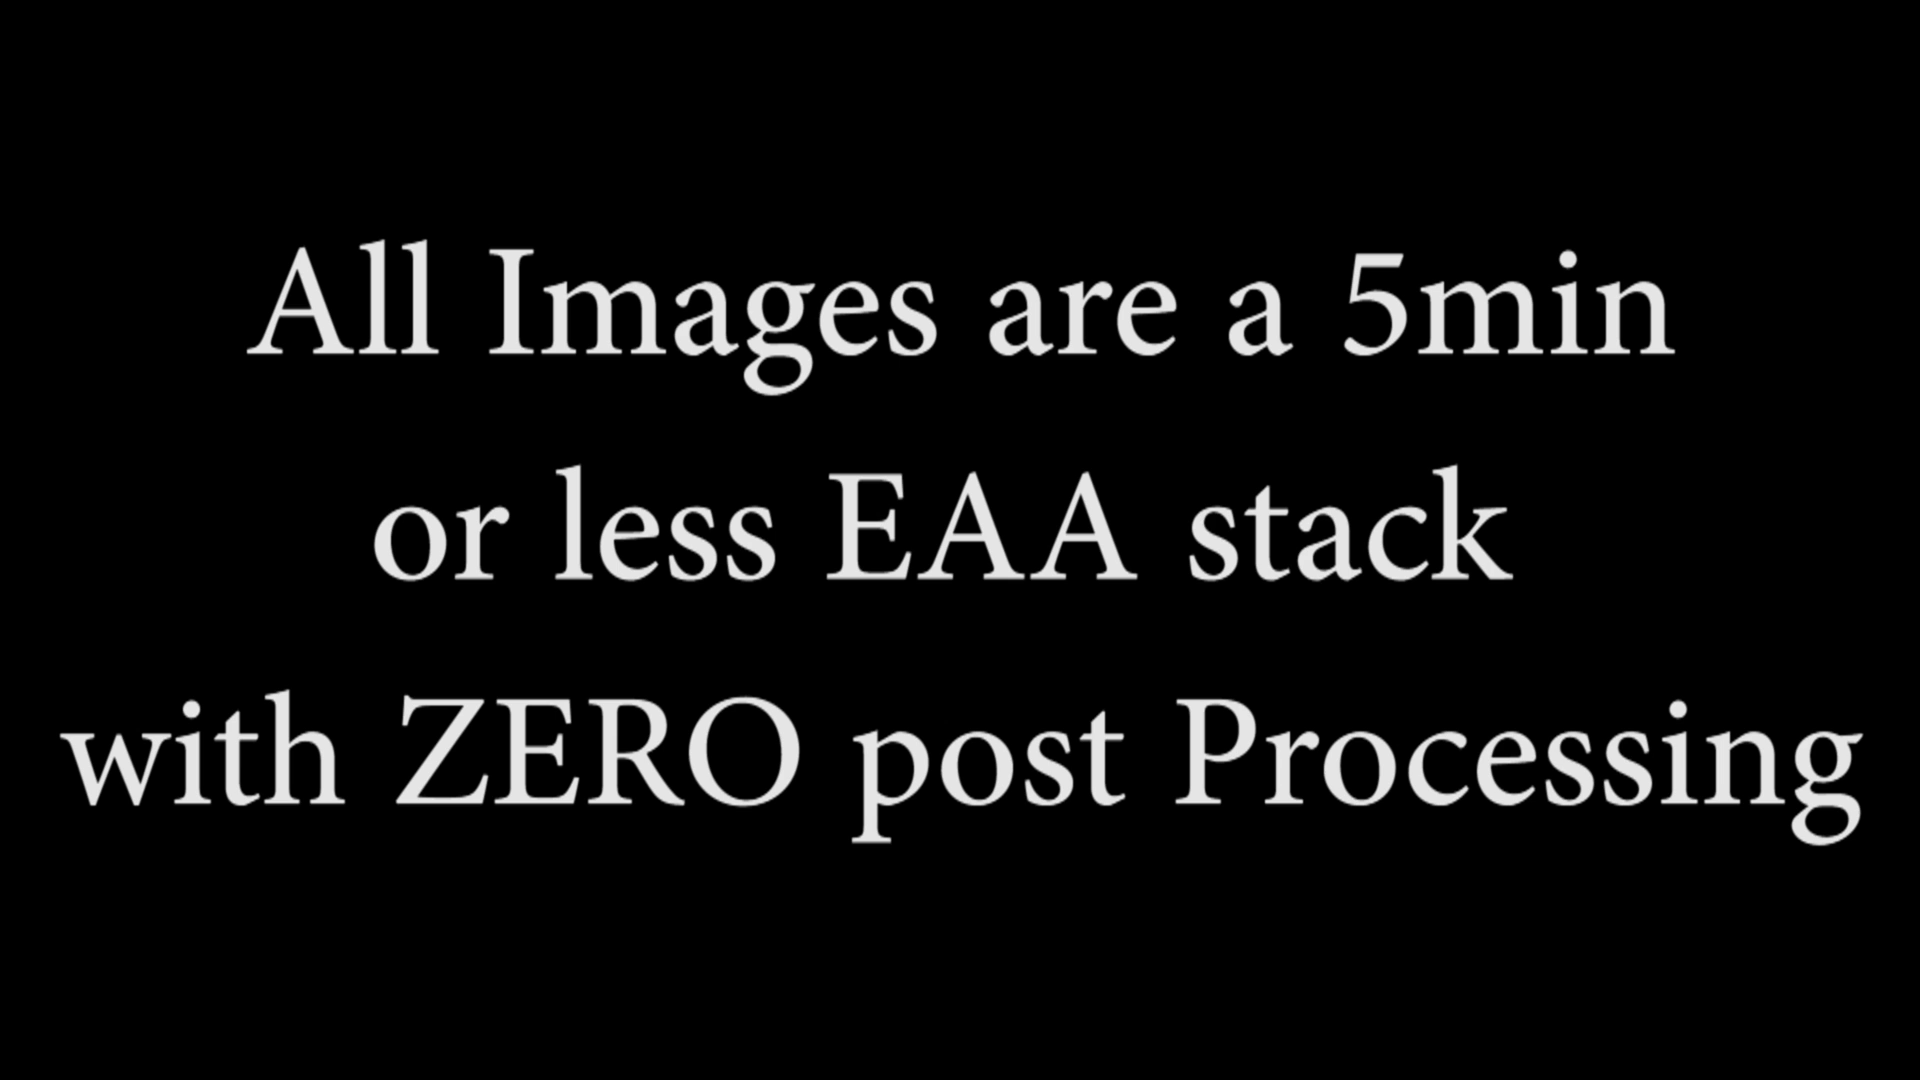 All Images are a 5min
or less EAA stack
with ZERO post Processing